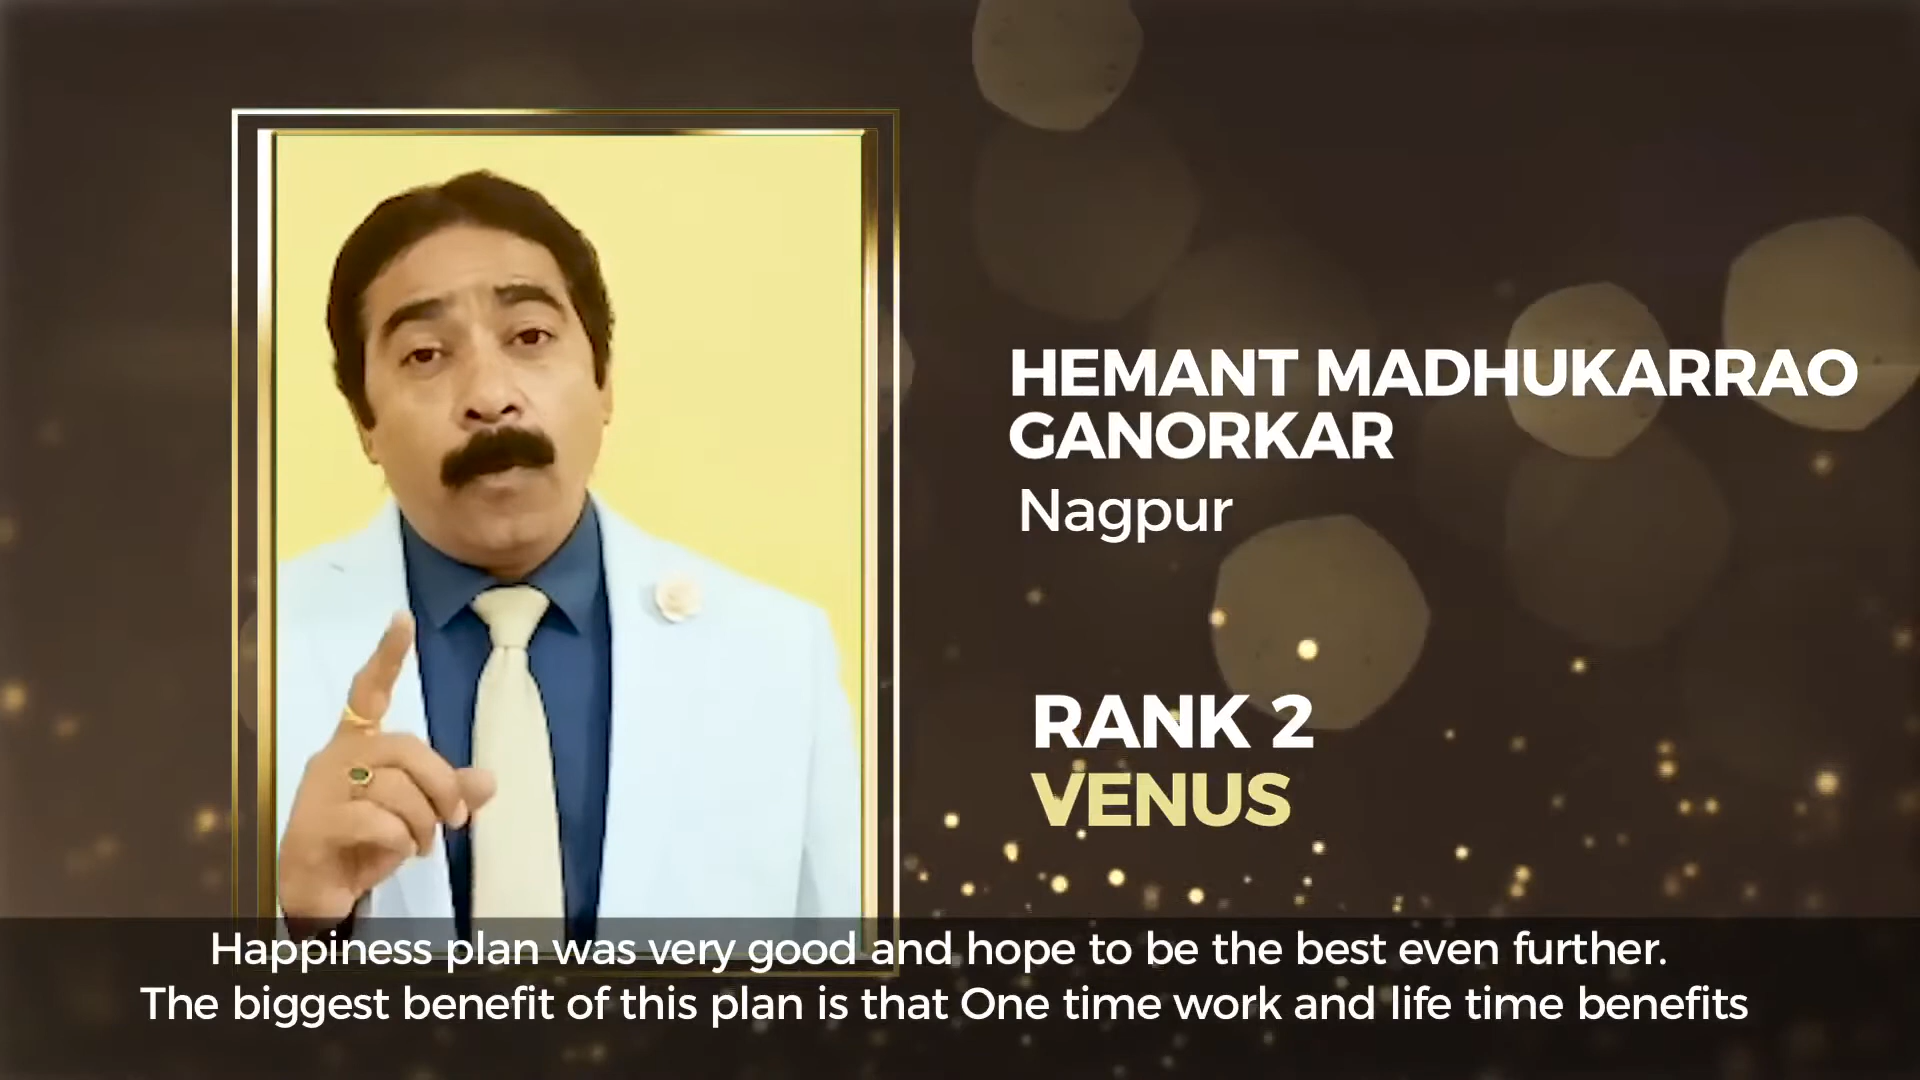 HEMANT MADHUKARRAO
GANORKAR
Nagpur
RANK 2
VENUS
Happiness plan was very good and hope to be the best even further.
The biggest benefit of this plan is that One time work and life time benefits